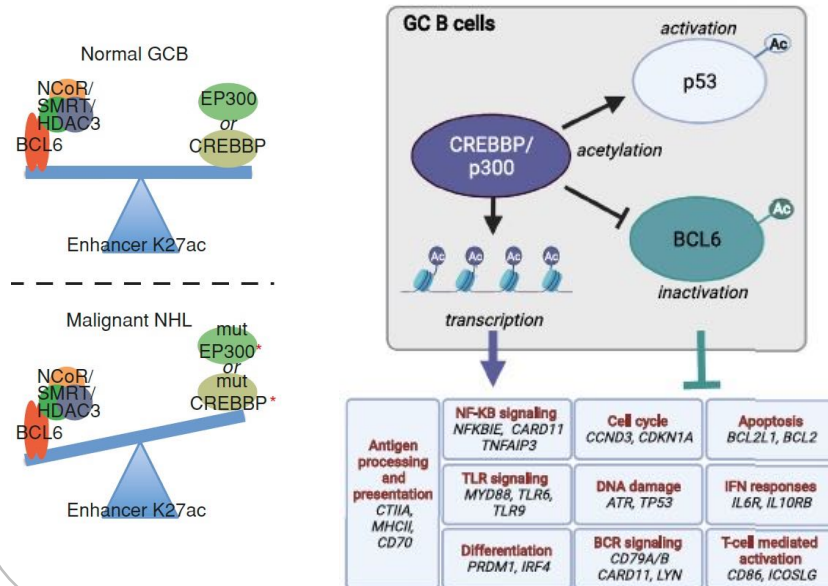 Normal GCB
NCoR/
SMRT/
HDAC3
BCL6
EP300
or
CREBBP
Enhancer K27ac
Malignant NHL
NCoR/
SMRT/
HDAC3
BCL6
mut
EP300*
or
mut
CREBBP*
Enhancer K27ac
GC B cells
activation
Ac
p53
CREBBP/
p300
acetylation
Ac
BCL6
inactivation
Ac Ac Ac Ac
transcription
Antigen
processing
and
presentation
CTIIA,
MHCII,
CD70
NF-KB signaling
NFKBIE, CARD11
TNFAIP3
Cell cycle
CCND3, CDKN1A
Apoptosis
BCL2L1, BCL2
TLR signaling
MYD88, TLR6,
TLR9
DNA damage
ATR, TP53
IFN responses
IL6R, IL10RB
Differentiation
PRDM1, IRF4
BCR signaling
CD79A/B
CARD11, LYN
T-cell mediated
activation
CD86, ICOSLG